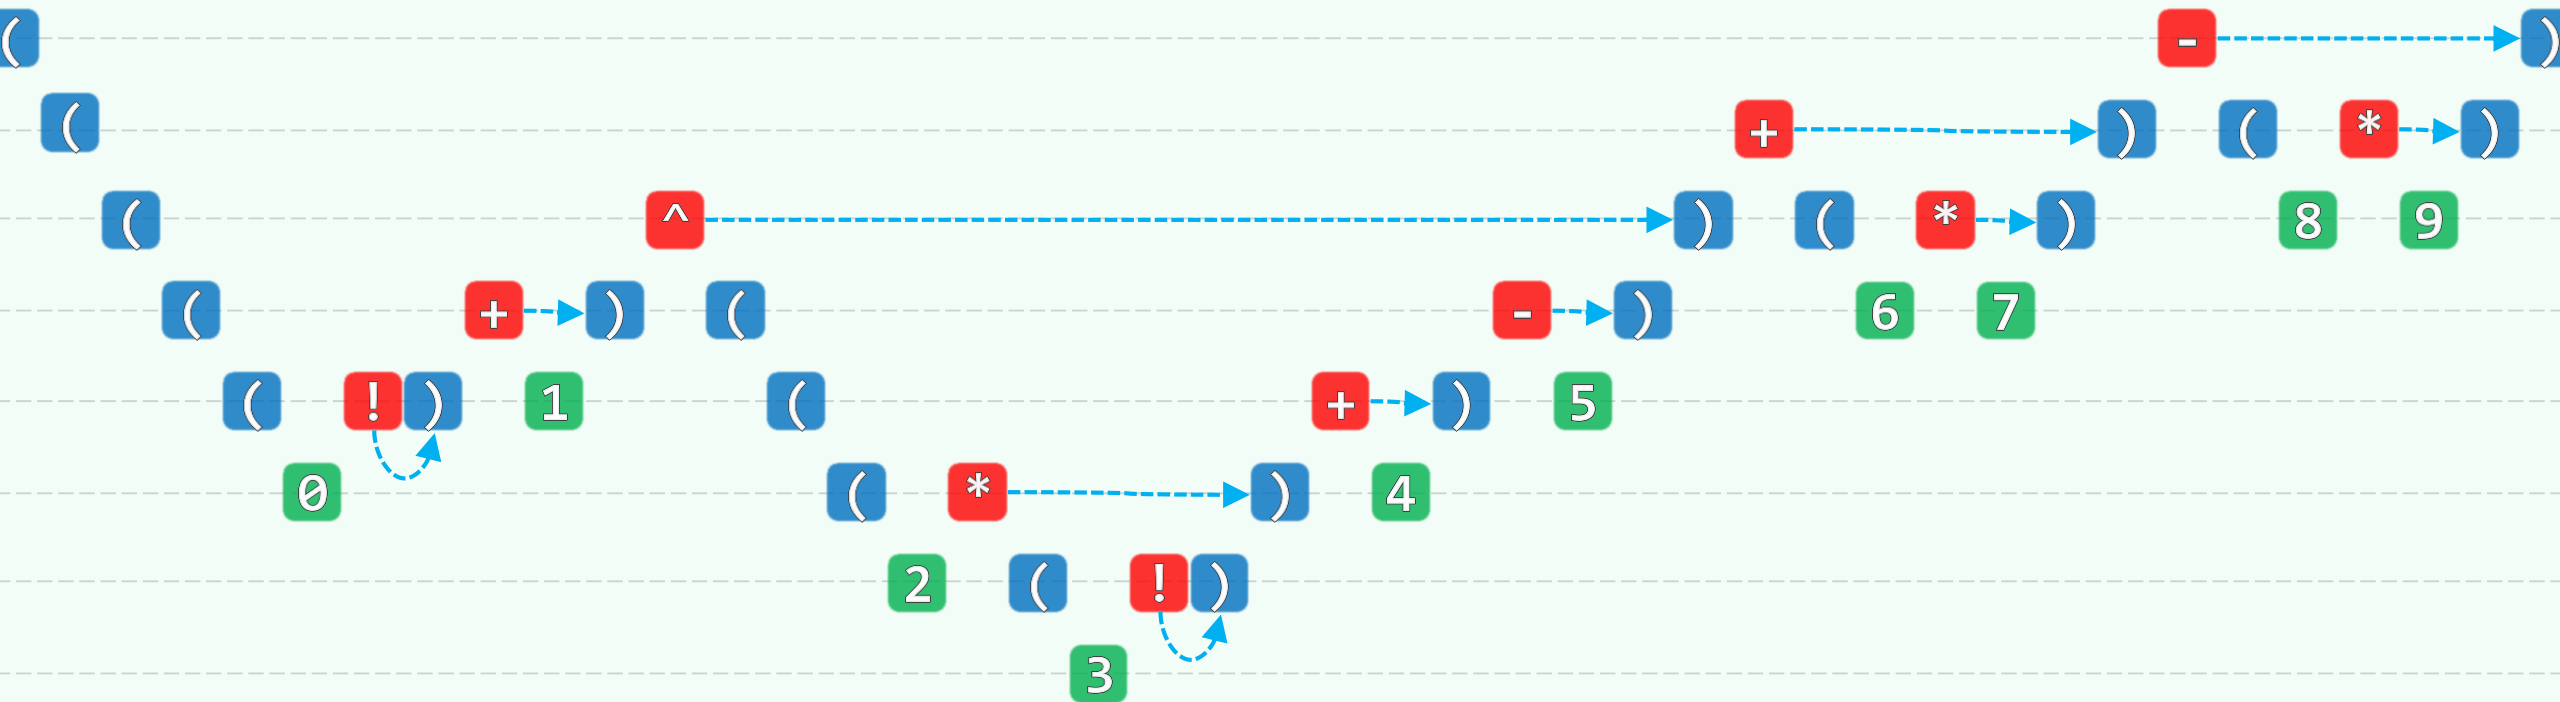 ( - )
( + ) ( * )
( ^ ) ( * ) 8 9
( + ) ( - ) 6 7
( ! ) 1 ( + ) 5
0 ( * ) 4
2 ( ! )
3